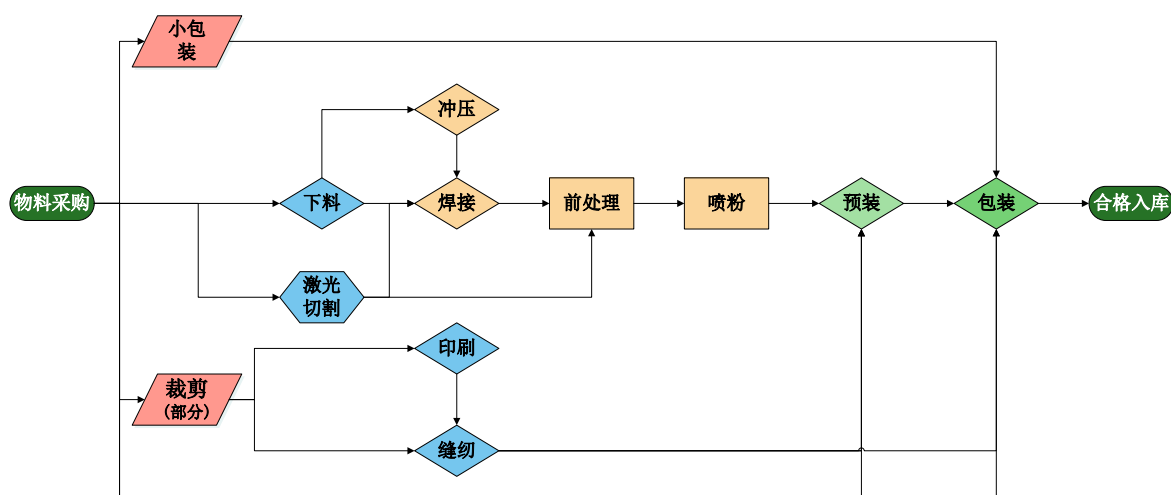 小包
装
冲压
物料采购
下料
焊接
前处理
喷粉
预装
包装
合格入库
激光
切割
印刷
裁剪
(部分)
缝纫